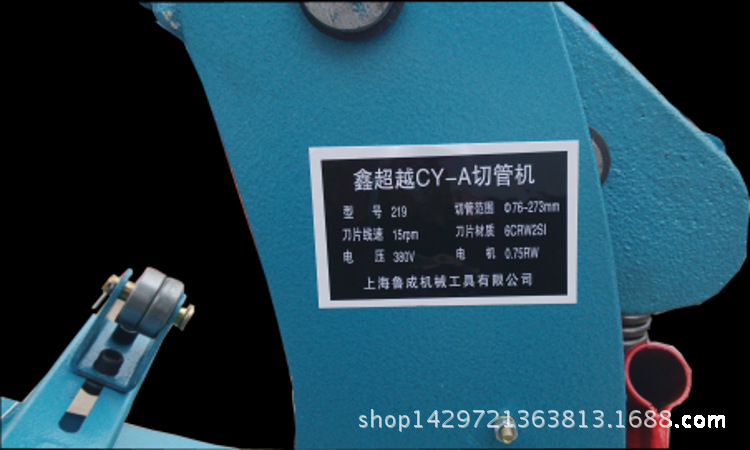 鑫超越CY-A切管机
型 号 219 切管范围 Φ76-273mm
刀片线速 15rpm 刀片材质 6CRW2SI
电 压 380V 电 机 0.75RW
上海鲁成机械工具有限公司
shop1429721363813.1688.com